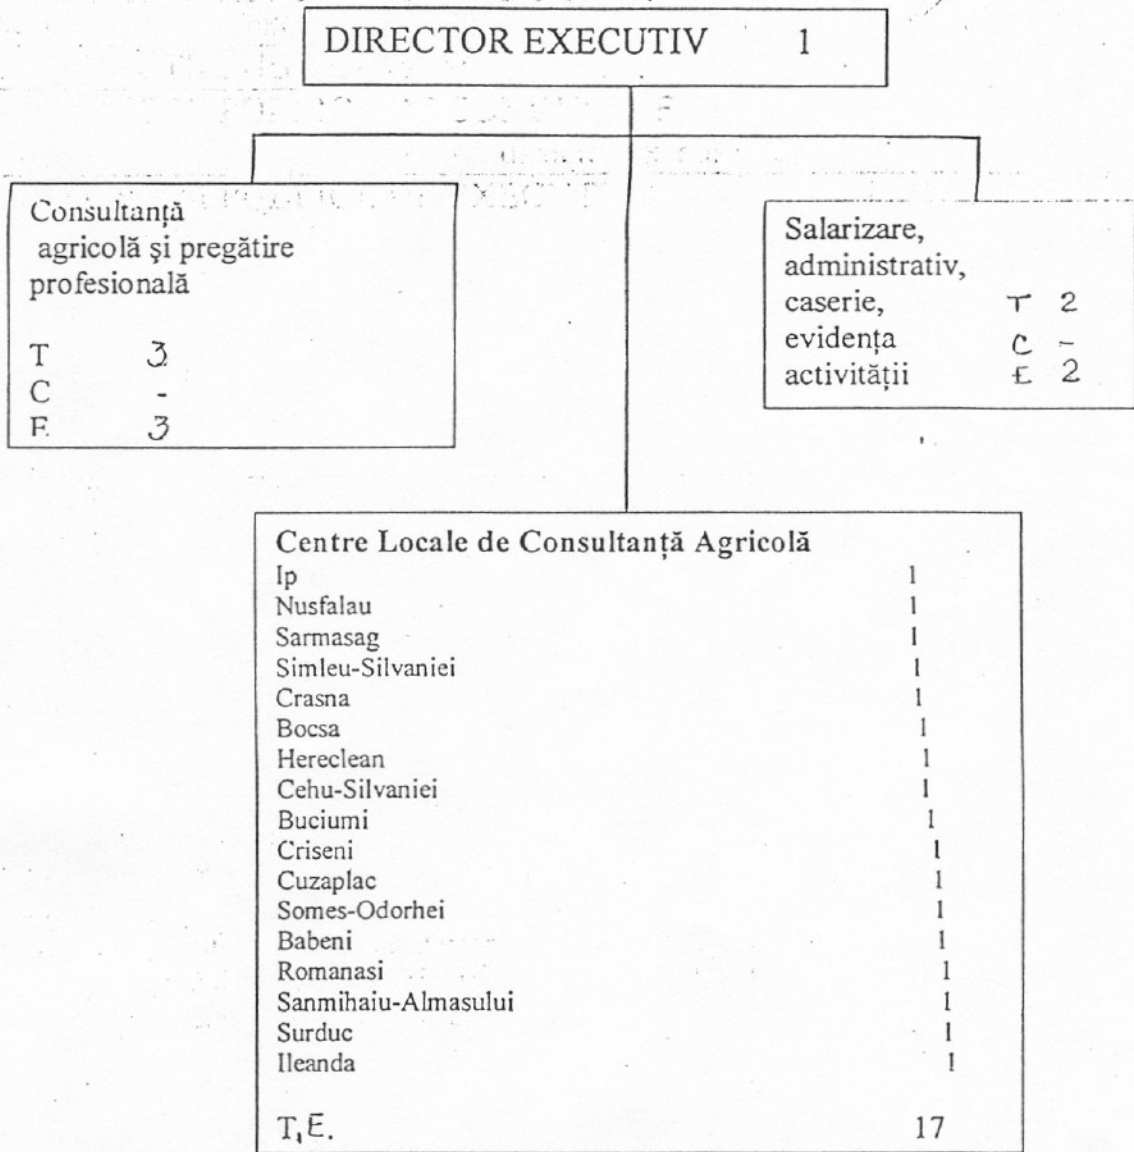 DIRECTOR EXECUTIV 1
Consultanță
agricolă și pregătire
profesională
T 3
C -
E 3
Salarizare,
administrativ,
caserie, T 2
evidența C -
activității E 2
Centre Locale de Consultanță Agricolă
Ip 1
Nusfalau 1
Sarmasag 1
Simleu-Silvaniei 1
Crasna 1
Bocsa 1
Hereclean 1
Cehu-Silvaniei 1
Buciumi 1
Criseni 1
Cuzaplac 1
Somes-Odorhei 1
Babeni 1
Romanasi 1
Sanmihaiu-Almasului 1
Surduc 1
Ileanda 1
T,E. 17